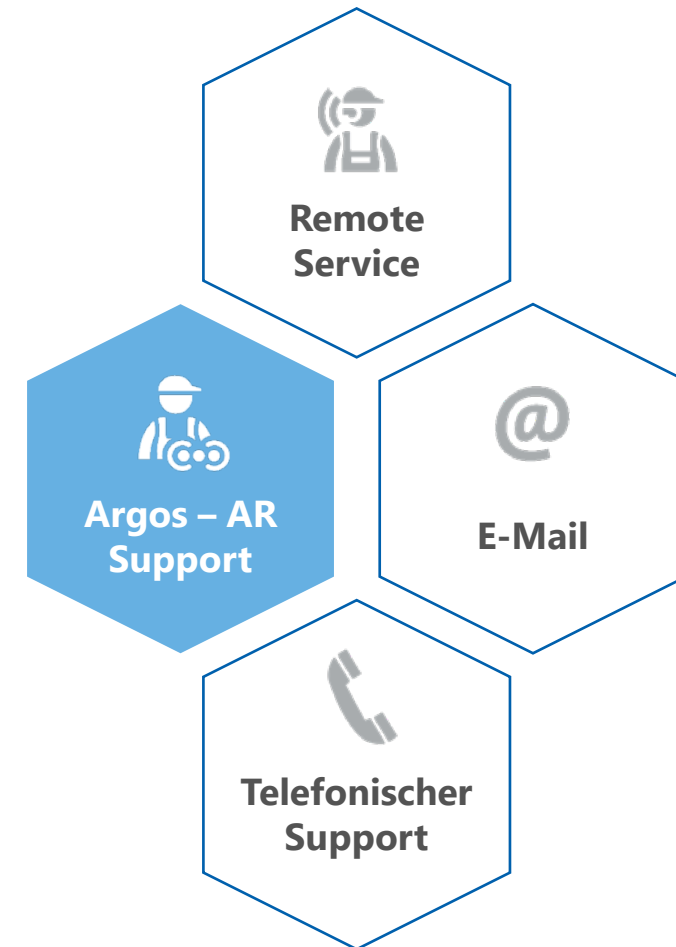 Remote
Service
Argos – AR
Support
@
E-Mail
Telefonischer
Support